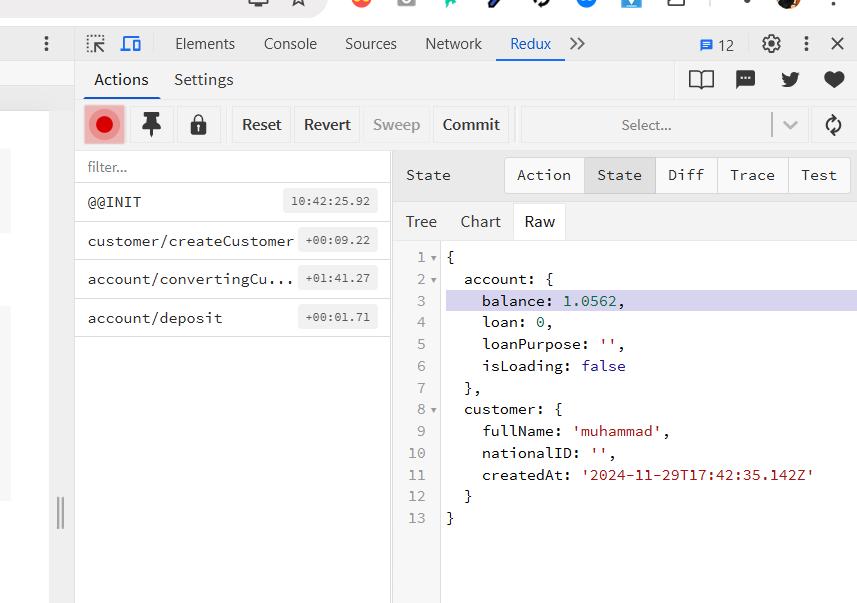 Elements Console Sources Network Redux 12
Actions Settings
Reset Revert Sweep Commit Select...
filter...
@@INIT 10:42:25.92
customer/createCustomer +00:09.22
account/convertingCu... +01:41.27
account/deposit +00:01.71
State Action State Diff Trace Test
Tree Chart Raw
1 {
2 account: {
3 balance: 1.0562,
4 loan: 0,
5 loanPurpose: '',
6 isLoading: false
7 },
8 customer: {
9 fullName: 'muhammad',
10 nationalID: '',
11 createdAt: '2024-11-29T17:42:35.142Z'
12 }
13 }